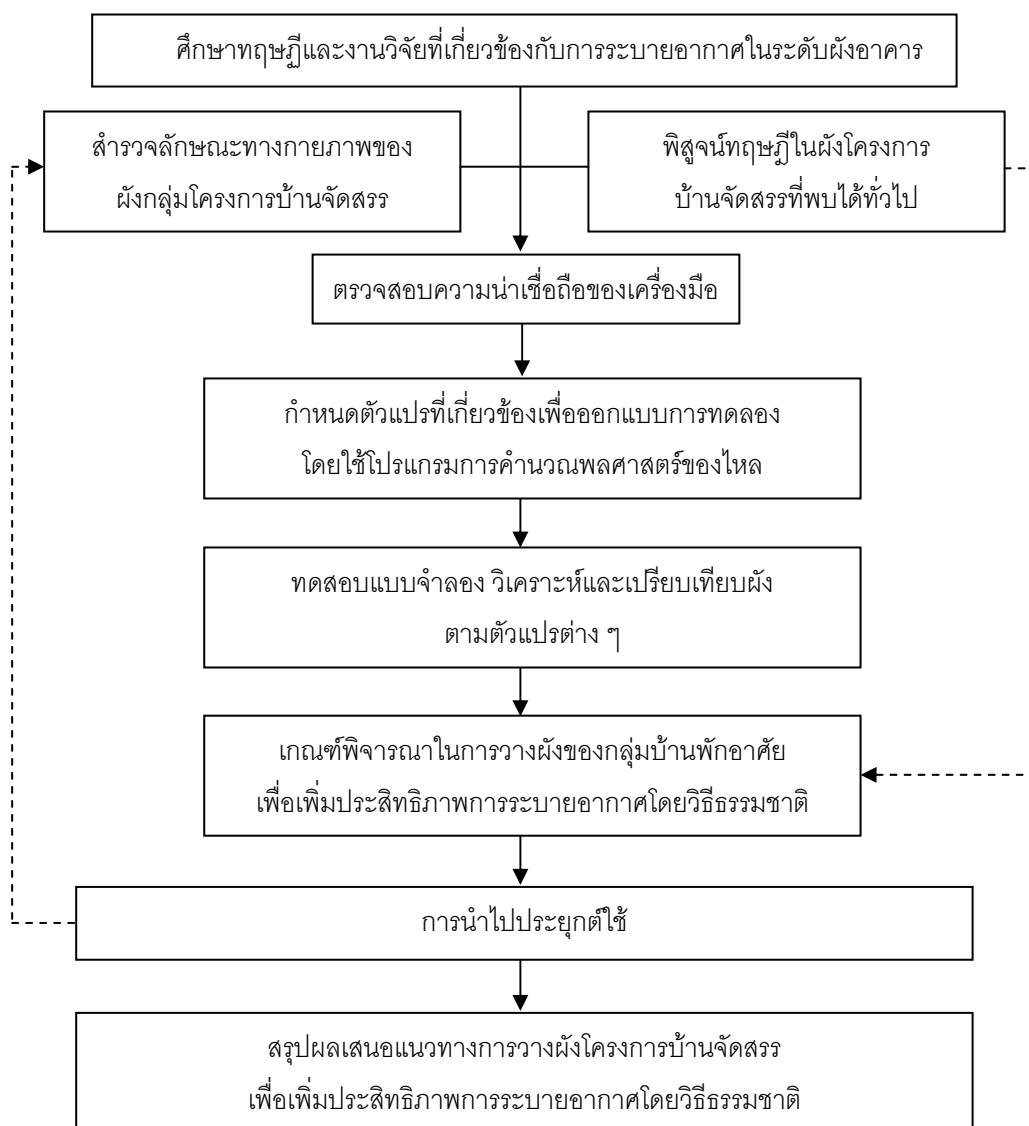 ศึกษาทฤษฎีและงานวิจัยที่เกี่ยวข้องกับการระบายอากาศในระดับผังอาคาร
สำรวจลักษณะทางกายภาพของ
ผังกลุ่มโครงการบ้านจัดสรร
พิสูจน์ทฤษฎีในผังโครงการ
บ้านจัดสรรที่พบได้ทั่วไป
ตรวจสอบความน่าเชื่อถือของเครื่องมือ
กำหนดตัวแปรที่เกี่ยวข้องเพื่อออกแบบการทดลอง
โดยใช้โปรแกรมการคำนวณพลศาสตร์ของไหล
ทดสอบแบบจำลอง วิเคราะห์และเปรียบเทียบผัง
ตามตัวแปรต่าง ๆ
เกณฑ์พิจารณาในการวางผังของกลุ่มบ้านพักอาศัย
เพื่อเพิ่มประสิทธิภาพการระบายอากาศโดยวิธีธรรมชาติ
การนำไปประยุกต์ใช้
สรุปผลเสนอแนวทางการวางผังโครงการบ้านจัดสรร
เพื่อเพิ่มประสิทธิภาพการระบายอากาศโดยวิธีธรรมชาติ